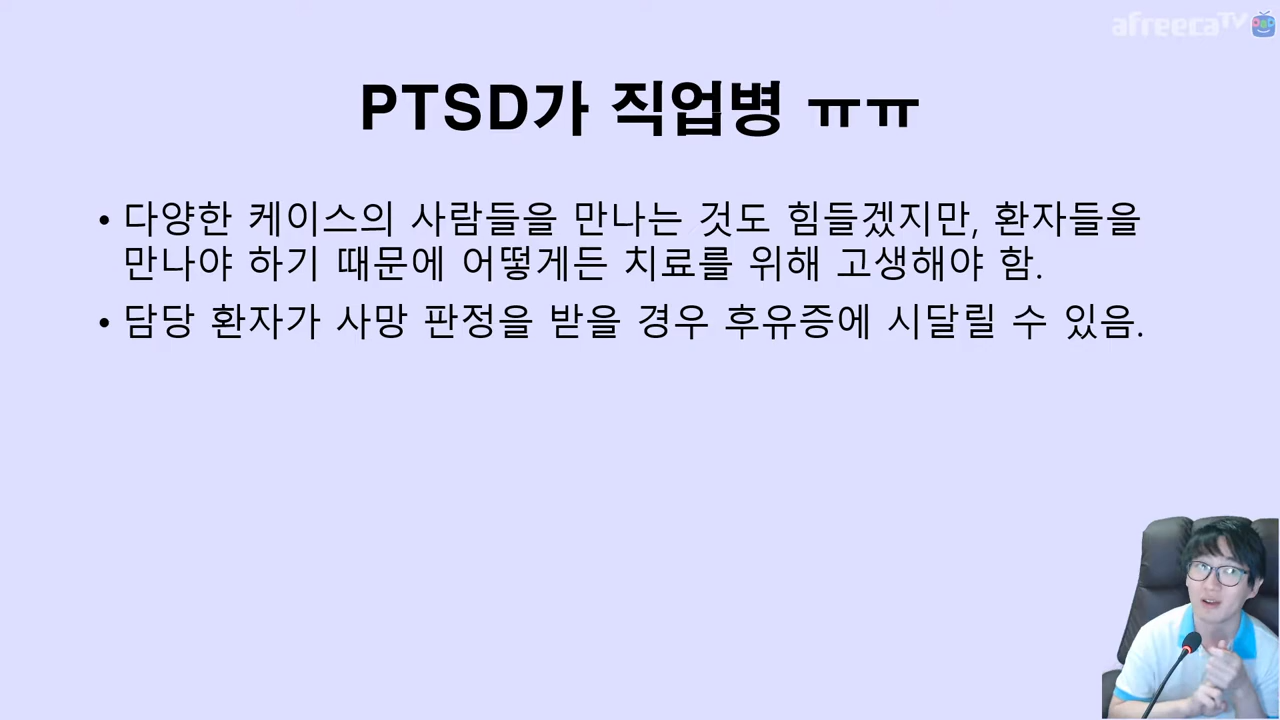 afreecaTV
PTSD가 직업병 ㅠㅠ
• 다양한 케이스의 사람들을 만나는 것도 힘들겠지만, 환자들을
만나야 하기 때문에 어떻게든 치료를 위해 고생해야 함.
• 담당 환자가 사망 판정을 받을 경우 후유증에 시달릴 수 있음.